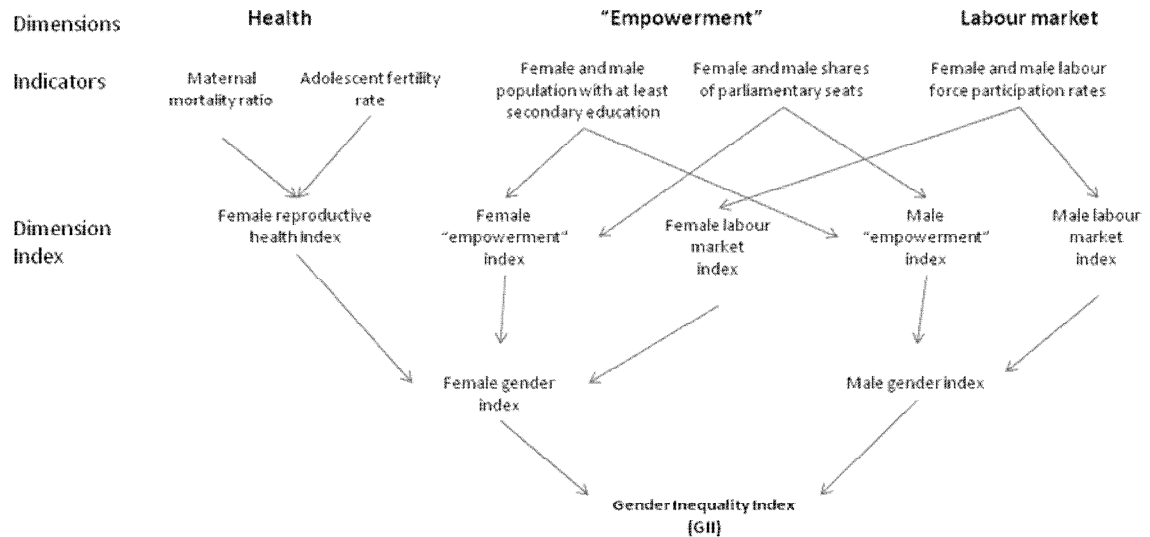 Dimensions
Health
"Empowerment"
Labour market
Indicators
Maternal
mortality ratio
Adolescent fertility
rate
Female and male
population with at least
secondary education
Female and male shares
of parliamentary seats
Female and male labour
force participation rates
Dimension
Index
Female reproductive
health index
Female
"empowerment"
index
Female labour
market
index
Male
"empowerment"
index
Male labour
market
index
Female gender
index
Male gender index
Gender Inequality Index
(GII)